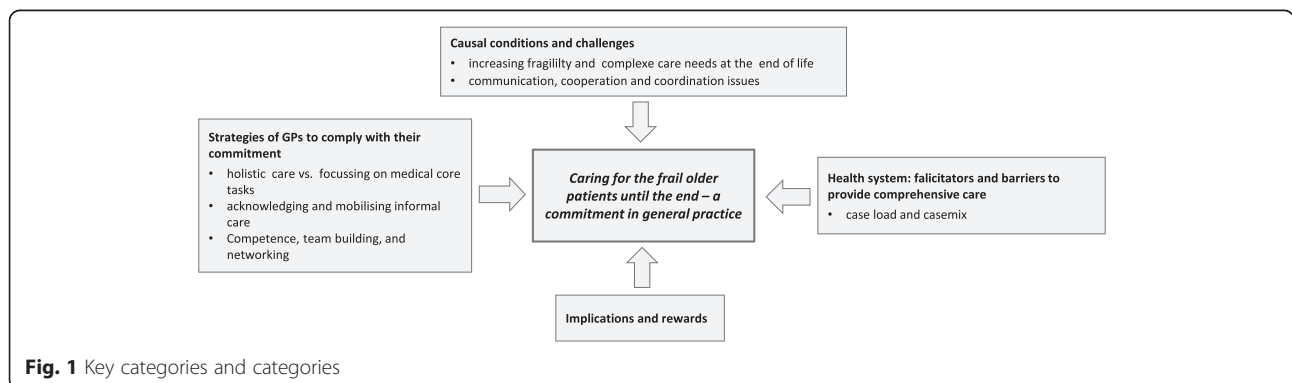 Causal conditions and challenges
• increasing fragililty and complexe care needs at the end of life
• communication, cooperation and coordination issues
Strategies of GPs to comply with their
commitment
• holistic care vs. focussing on medical core
tasks
• acknowledging and mobilising informal
care
• Competence, team building, and
networking
Caring for the frail older
patients until the end – a
commitment in general practice
Health system: falicitators and barriers to
provide comprehensive care
• case load and casemix
Implications and rewards
Fig. 1 Key categories and categories